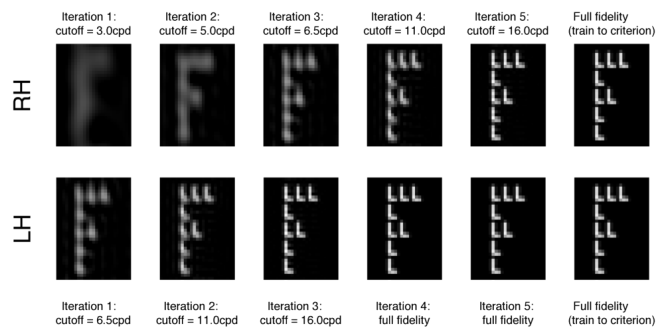 Iteration 1:
cutoff = 3.0cpd
Iteration 2:
cutoff = 5.0cpd
Iteration 3:
cutoff = 6.5cpd
Iteration 4:
cutoff = 11.0cpd
Iteration 5:
cutoff = 16.0cpd
Full fidelity
(train to criterion)
RH
LH
Iteration 1:
cutoff = 6.5cpd
Iteration 2:
cutoff = 11.0cpd
Iteration 3:
cutoff = 16.0cpd
Iteration 4:
full fidelity
Iteration 5:
full fidelity
Full fidelity
(train to criterion)